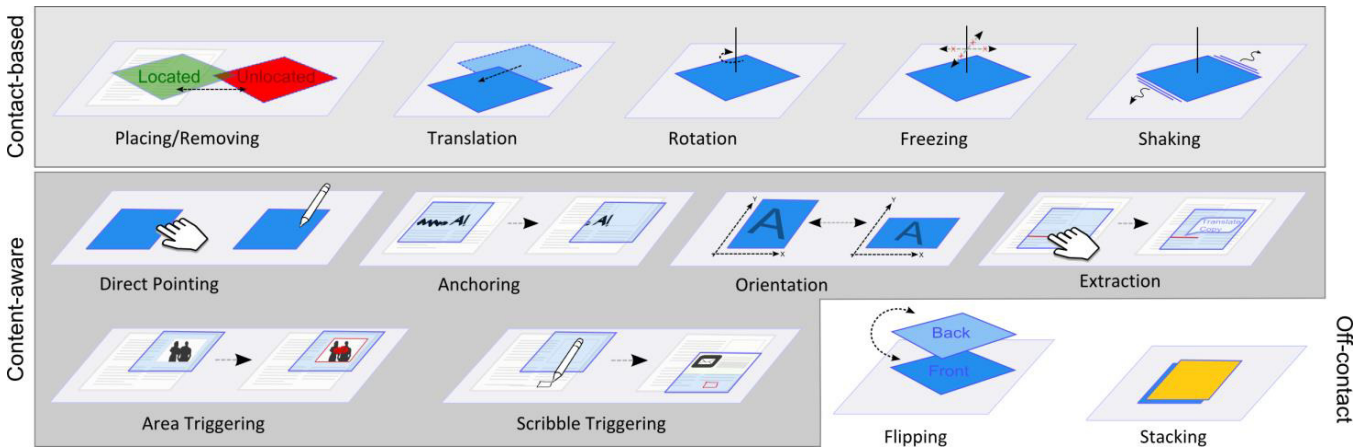 Contact-based
Located
Unlocated
Placing/Removing
Translation
Rotation
Freezing
Shaking
Content-aware
Direct Pointing
A!
A!
Anchoring
Y
A
X
Y
A
X
Orientation
Translate
Copy
Extraction
Area Triggering
Scribble Triggering
Off-contact
Back
Front
Flipping
Stacking